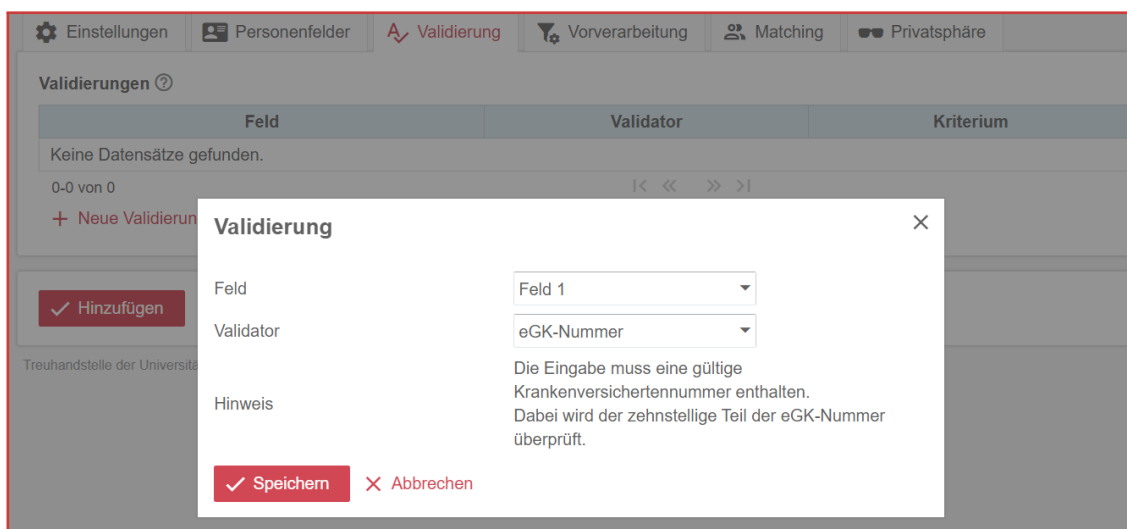 Einstellungen Personenfelder Validierung Vorverarbeitung Matching Privatsphäre
Validierungen
Feld Validator Kriterium
Keine Datensätze gefunden.
0-0 von 0
+ Neue Validierun
Validierung
Feld Feld 1
Validator eGK-Nummer
Hinweis
Die Eingabe muss eine gültige
Krankenversichertennummer enthalten.
Dabei wird der zehnstellige Teil der eGK-Nummer
überprüft.
Hinzufügen
Treuhandstelle der Universitä
Speichern Abbrechen